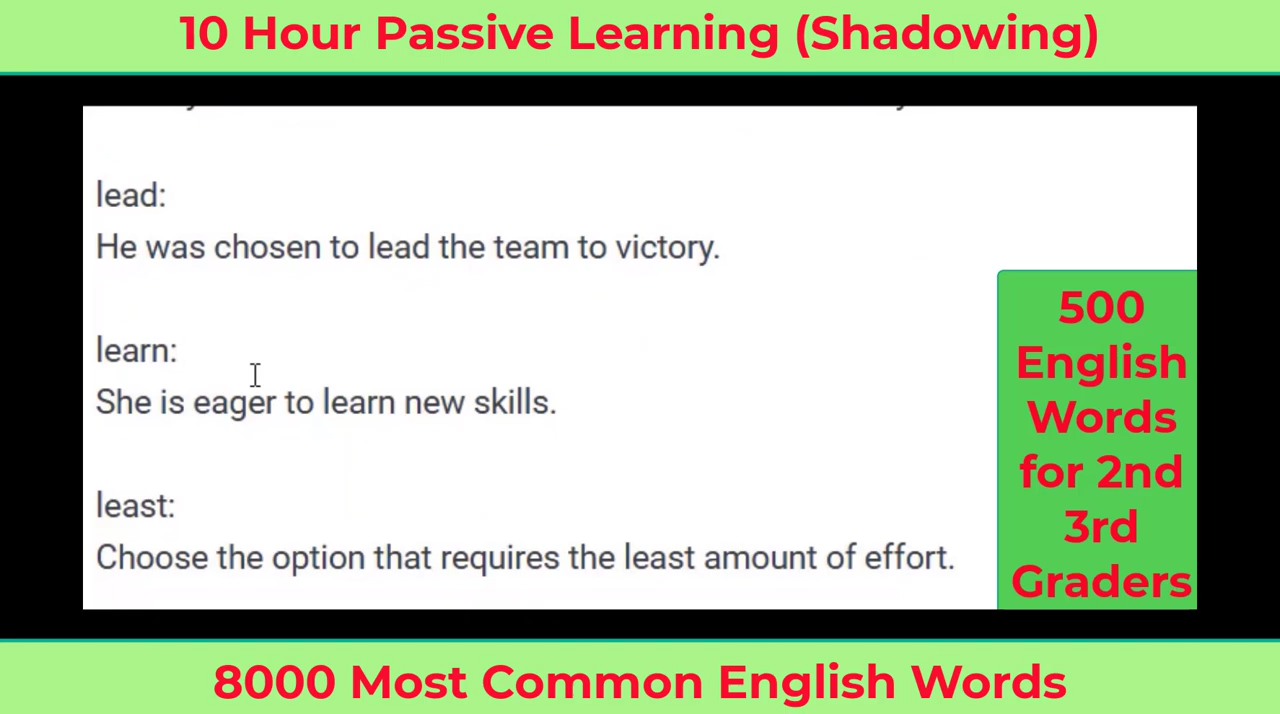 10 Hour Passive Learning (Shadowing)
lead:
He was chosen to lead the team to victory.
learn:
She is eager to learn new skills.
least:
Choose the option that requires the least amount of effort.
500
English
Words
for 2nd
3rd
Graders
8000 Most Common English Words